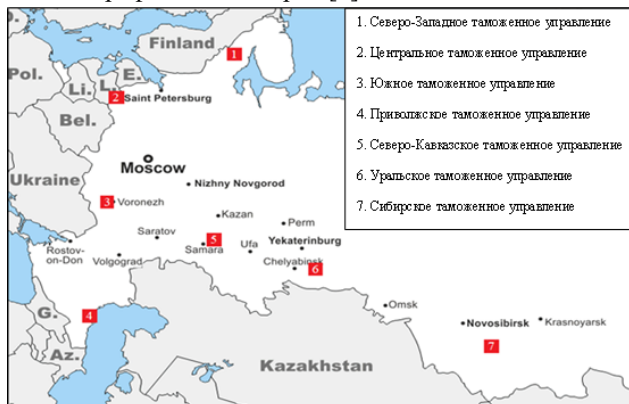 1. Северо-Западное таможенное управление
2. Центральное таможенное управление
3. Южное таможенное управление
4. Приволжское таможенное управление
5. Северо-Кавказское таможенное управление
6. Уральское таможенное управление
7. Сибирское таможенное управление
Finland
1
Pol.
Li.
L.
E.
2
Saint Petersburg
Bel.
Moscow
Ukraine
Nizhny Novgorod
3
Voronezh
Kazan
Perm
Saratov
5
Samara
Ufa
Yekaterinburg
Rostov-
on-Don
Volgograd
Chelyabinsk
6
G.
4
Omsk
Novosibirsk
Krasnoyarsk
7
Az.
Kazakhstan